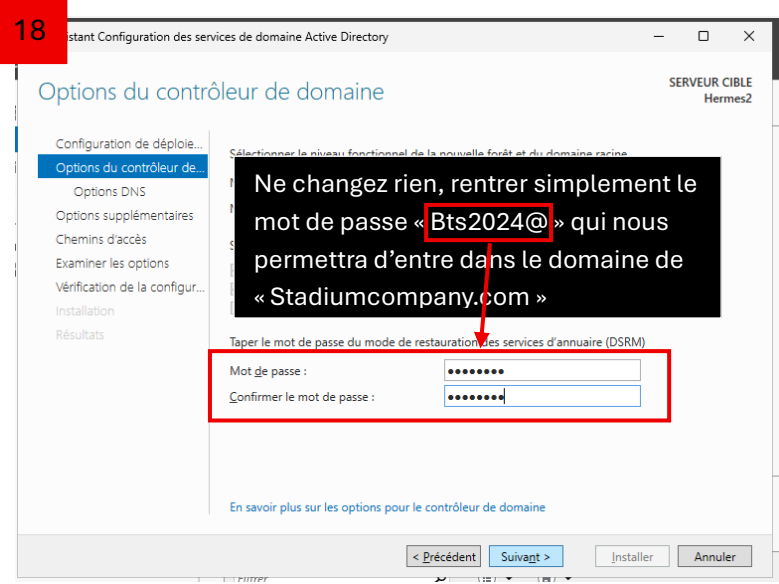 18
istant Configuration des services de domaine Active Directory
Options du contrôleur de domaine
SERVEUR CIBLE
Hermes2
Configuration de déploie...
Options du contrôleur de...
Options DNS
Options supplémentaires
Chemins d'accès
Examiner les options
Vérification de la configur...
Installation
Résultats
Sélectionner le niveau fonctionnel de la nouvelle forêt et du domaine racine
Ne changez rien, rentrer simplement le
mot de passe « Bts2024@ » qui nous
permettra d'entre dans le domaine de
« Stadiumcompany.com »
Taper le mot de passe du mode de restauration des services d'annuaire (DSRM)
Mot de passe : ••••••••
Confirmer le mot de passe : ••••••••
En savoir plus sur les options pour le contrôleur de domaine
< Précédent Suivant > Installer Annuler
Filtrer